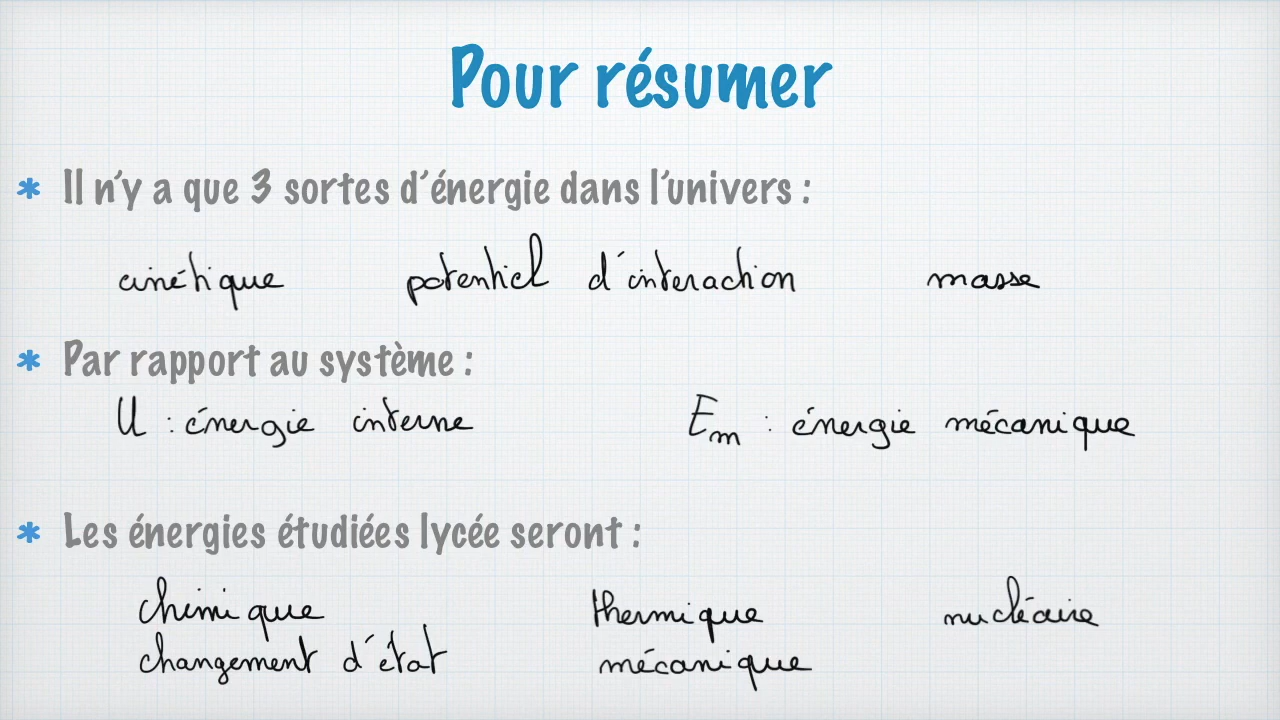 Pour résumer
* Il n'y a que 3 sortes d'énergie dans l'univers :
cinétique potentiel d'interaction masse
* Par rapport au système :
U : énergie interne Em : énergie mécanique
* Les énergies étudiées lycée seront :
chimique thermique nucléaire
changement d'état mécanique